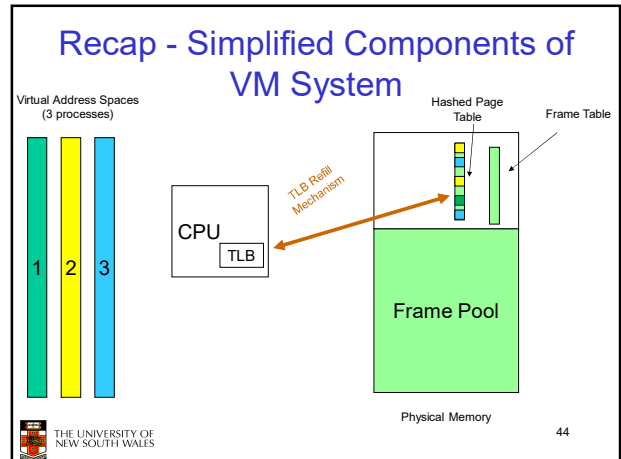 Recap - Simplified Components of
VM System
Virtual Address Spaces
(3 processes)
Hashed Page
Table
Frame Table
TLB Refill
Mechanism
CPU
TLB
1
2
3
Frame Pool
Physical Memory
THE UNIVERSITY OF
NEW SOUTH WALES
44